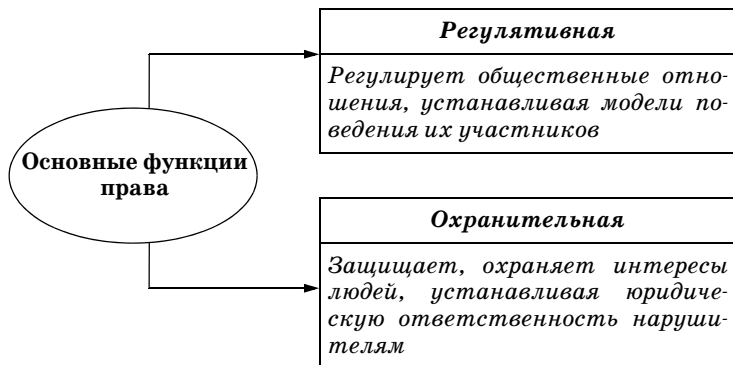 Регулятивная
Регулирует общественные отно-
шения, устанавливая модели по-
ведения их участников
Основные функции
права
Охранительная
Защищает, охраняет интересы
людей, устанавливая юридиче-
скую ответственность наруши-
телям